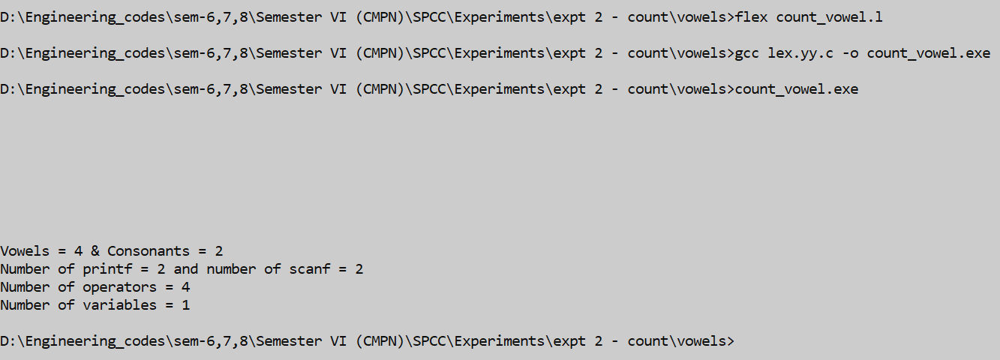 D:\Engineering_codes\sem-6,7,8\Semester VI (CMPN)\SPCC\Experiments\expt 2 - count\vowels>flex count_vowel.l
D:\Engineering_codes\sem-6,7,8\Semester VI (CMPN)\SPCC\Experiments\expt 2 - count\vowels>gcc lex.yy.c -o count_vowel.exe
D:\Engineering_codes\sem-6,7,8\Semester VI (CMPN)\SPCC\Experiments\expt 2 - count\vowels>count_vowel.exe
Vowels = 4 & Consonants = 2
Number of printf = 2 and number of scanf = 2
Number of operators = 4
Number of variables = 1
D:\Engineering_codes\sem-6,7,8\Semester VI (CMPN)\SPCC\Experiments\expt 2 - count\vowels>